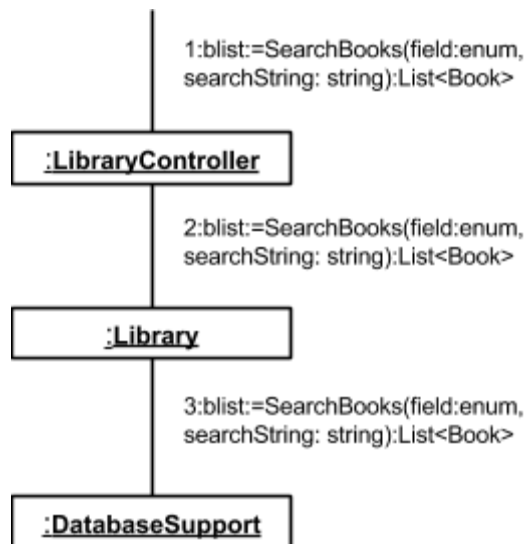 1:blist:=SearchBooks(field:enum,
searchString: string):List<Book>
:LibraryController
2:blist:=SearchBooks(field:enum,
searchString: string):List<Book>
:Library
3:blist:=SearchBooks(field:enum,
searchString: string):List<Book>
:DatabaseSupport